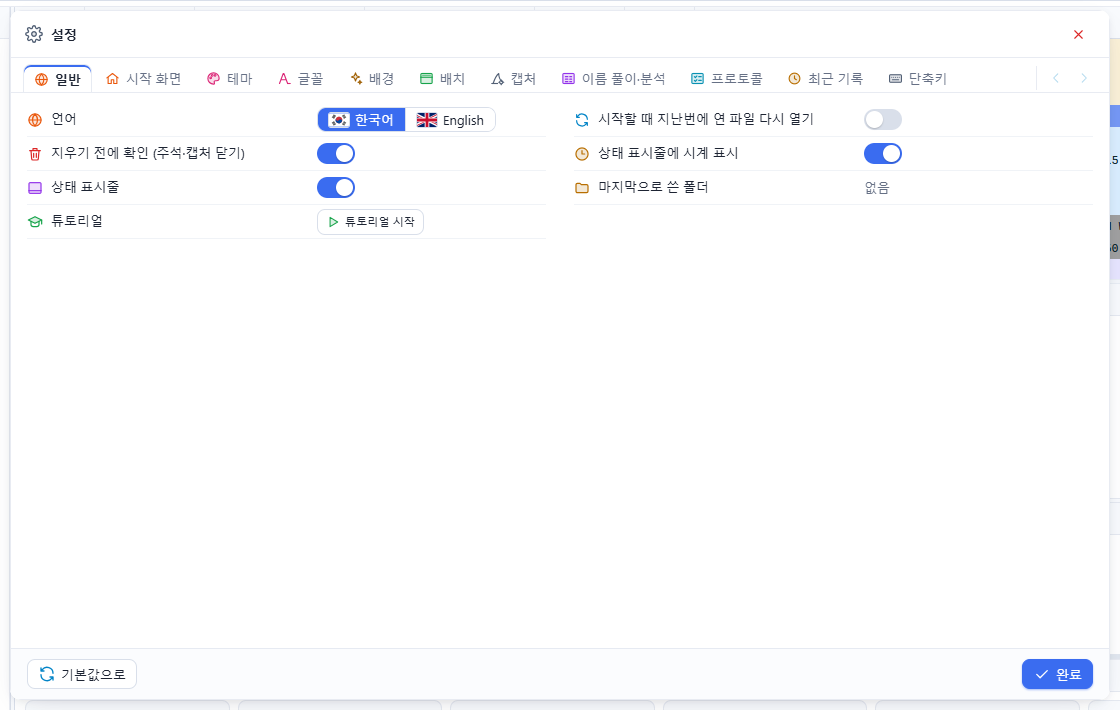 설정
일반 시작 화면 테마 글꼴 배경 배치 캡처 이름 풀이·분석 프로토콜 최근 기록 단축키
언어 한국어 English
시작할 때 지난번에 연 파일 다시 열기
지우기 전에 확인 (주석·캡처 닫기)
상태 표시줄에 시계 표시
상태 표시줄
마지막으로 쓴 폴더 없음
튜토리얼 튜토리얼 시작
기본값으로 완료